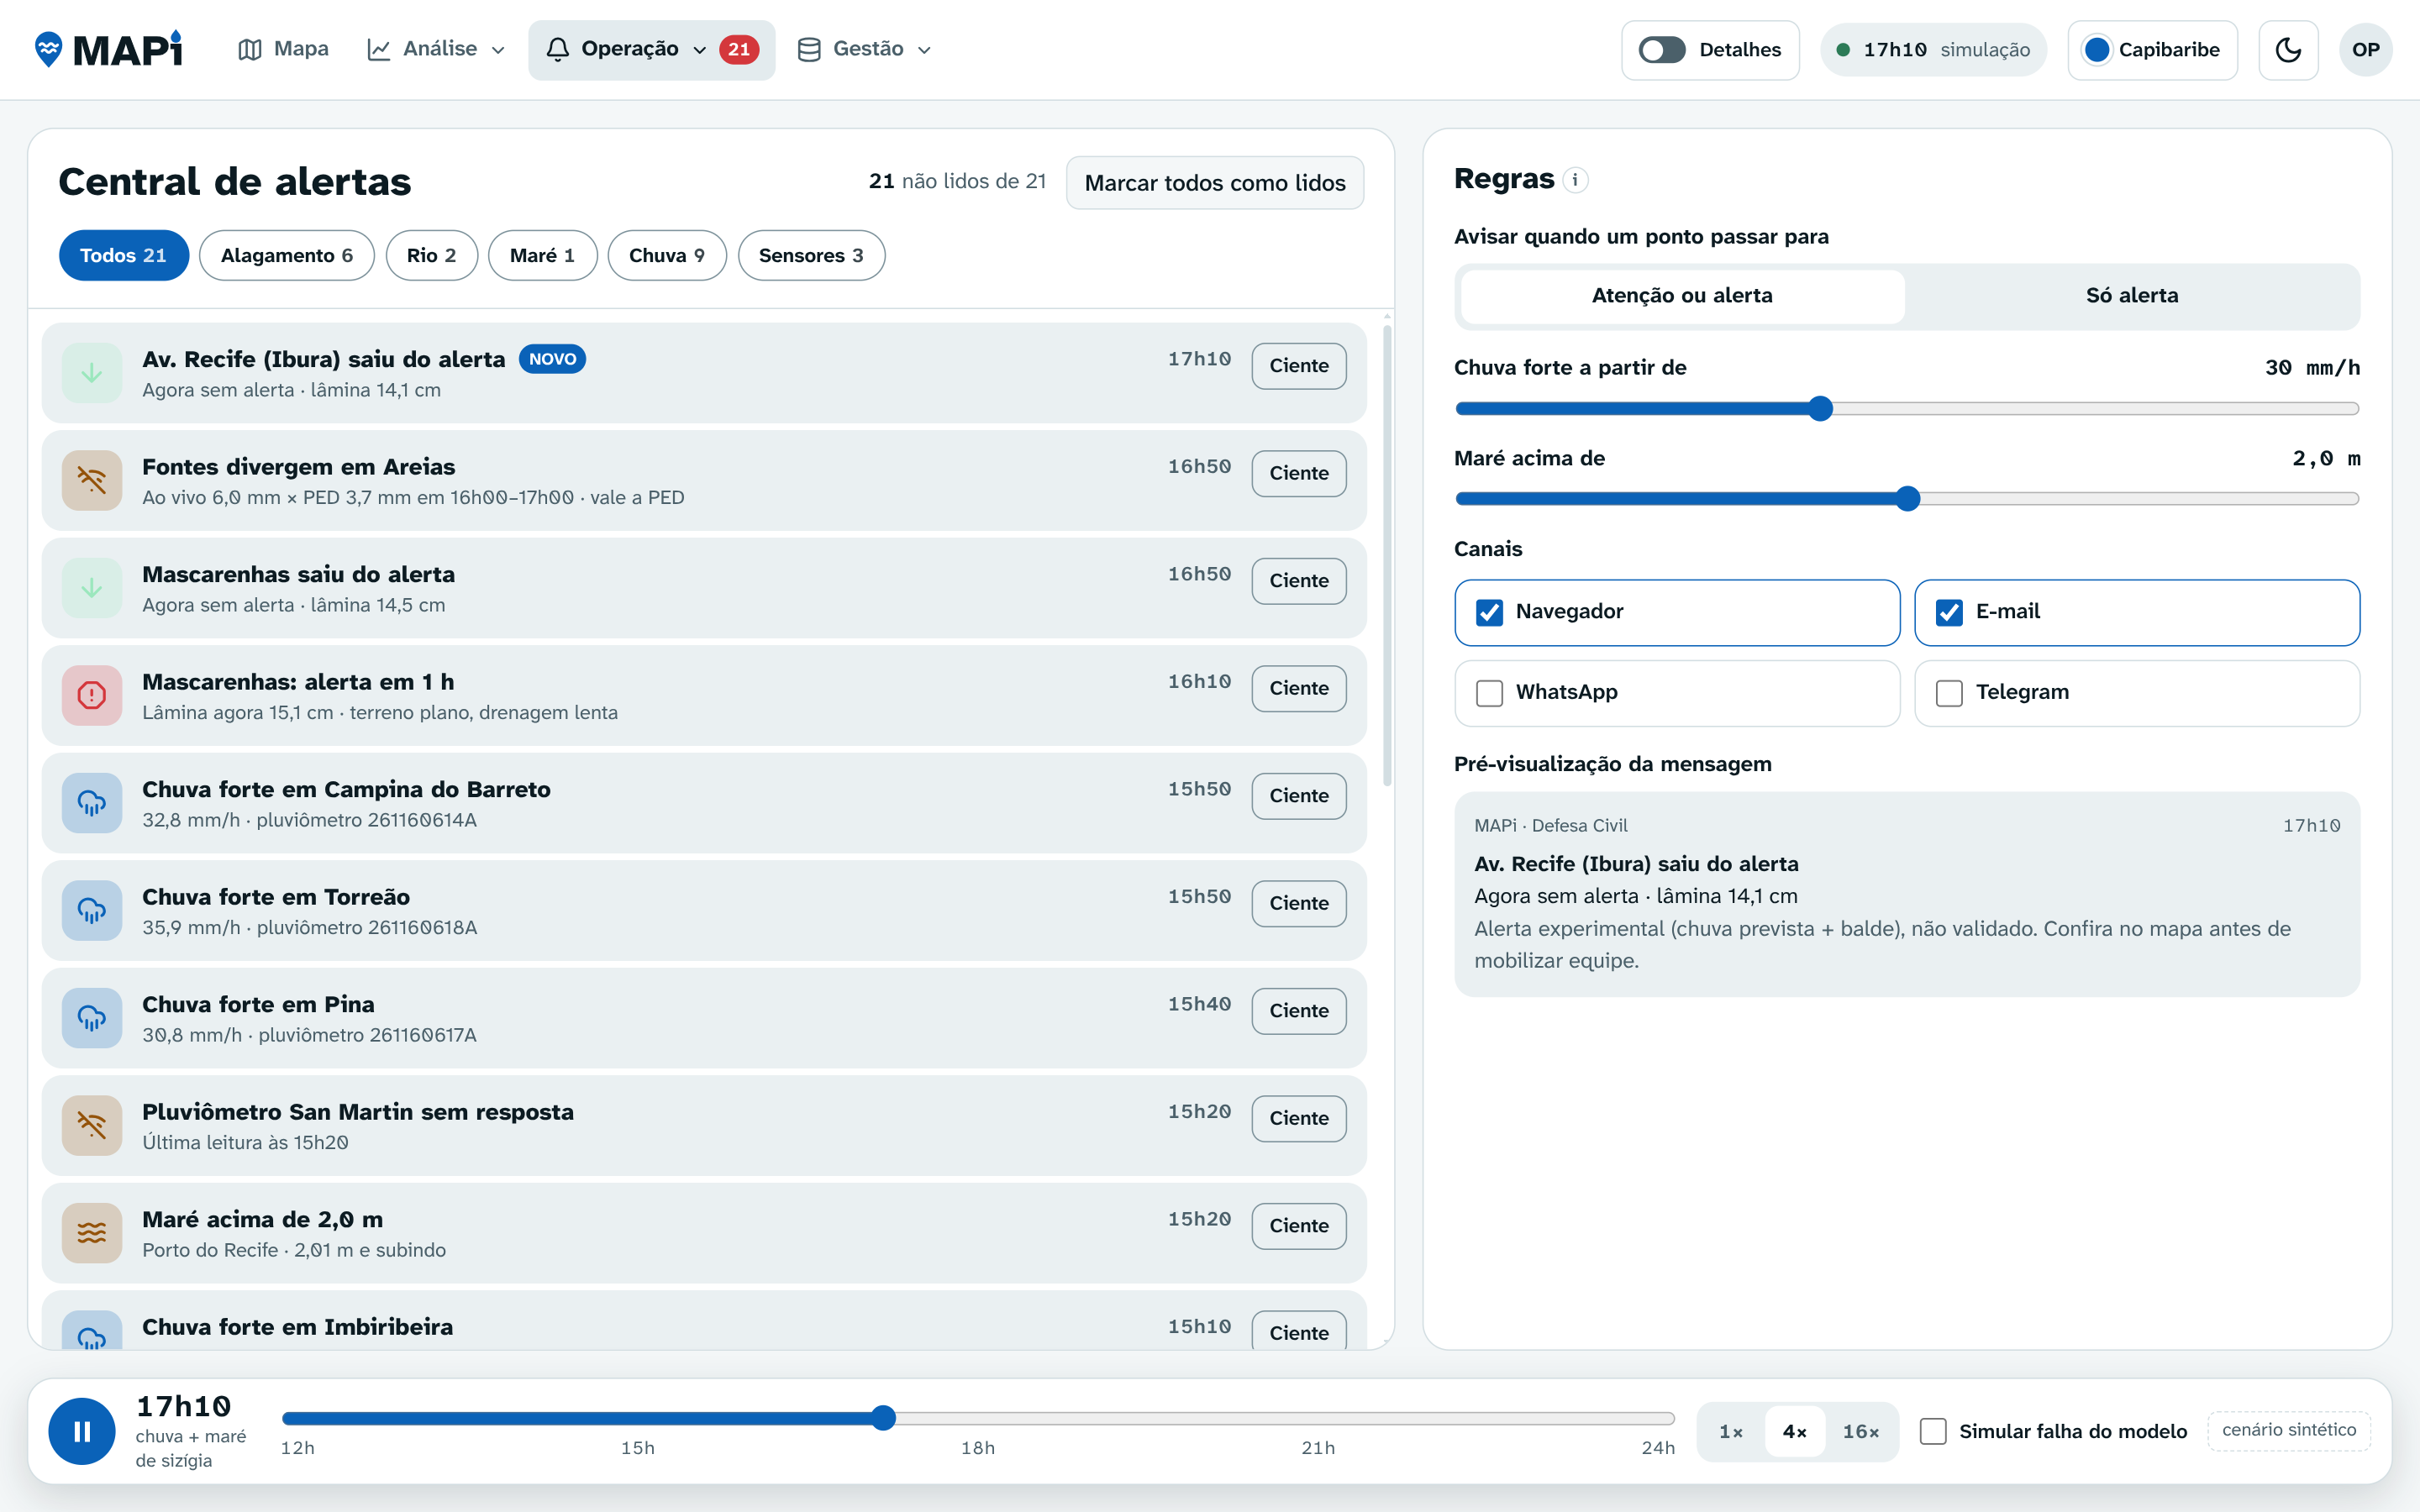 MAPi
Mapa
Análise
Operação 21
Gestão
Detalhes
17h10 simulação
Capibaribe
OP
Central de alertas
21 não lidos de 21
Marcar todos como lidos
Todos 21
Alagamento 6
Rio 2
Maré 1
Chuva 9
Sensores 3
Av. Recife (Ibura) saiu do alerta NOVO
17h10
Ciente
Agora sem alerta · lâmina 14,1 cm
Fontes divergem em Areias
16h50
Ciente
Ao vivo 6,0 mm × PED 3,7 mm em 16h00–17h00 · vale a PED
Mascarenhas saiu do alerta
16h50
Ciente
Agora sem alerta · lâmina 14,5 cm
Mascarenhas: alerta em 1 h
16h10
Ciente
Lâmina agora 15,1 cm · terreno plano, drenagem lenta
Chuva forte em Campina do Barreto
15h50
Ciente
32,8 mm/h · pluviômetro 261160614A
Chuva forte em Torreão
15h50
Ciente
35,9 mm/h · pluviômetro 261160618A
Chuva forte em Pina
15h40
Ciente
30,8 mm/h · pluviômetro 261160617A
Pluviômetro San Martin sem resposta
15h20
Ciente
Última leitura às 15h20
Maré acima de 2,0 m
15h20
Ciente
Porto do Recife · 2,01 m e subindo
Chuva forte em Imbiribeira
15h10
Ciente
Regras
i
Avisar quando um ponto passar para
Atenção ou alerta
Só alerta
Chuva forte a partir de
30 mm/h
Maré acima de
2,0 m
Canais
Navegador
E-mail
WhatsApp
Telegram
Pré-visualização da mensagem
MAPi · Defesa Civil
17h10
Av. Recife (Ibura) saiu do alerta
Agora sem alerta · lâmina 14,1 cm
Alerta experimental (chuva prevista + balde), não validado. Confira no mapa antes de
mobilizar equipe.
17h10
chuva + maré
de sizígia
12h
15h
18h
21h
24h
1×
4×
16×
Simular falha do modelo
cenário sintético